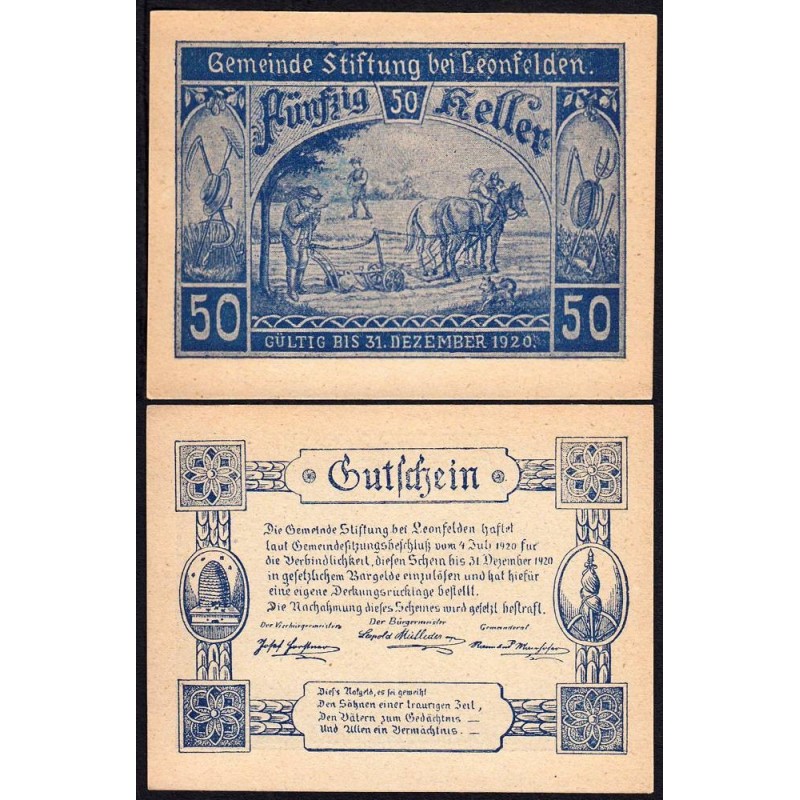 Gemeinde Stiftung bei Leonfelden.
Fünfzig 50 Heller
50 50
GÜLTIG BIS 31. DEZEMBER 1920.
Gutschein
Die Gemeinde Stiftung bei Leonfelden haftet
laut Gemeindesitzungsbeschluß vom 4 Juli 1920 für
die Verbindlichkeit, diesen Schein bis 31 Dezember 1920
in gesetzlichem Bargelde einzulösen und hat hiefür
eine eigene Deckungsrücklage bestellt.
Die Nachahmung dieses Scheines wird gesetzl bestraft.
Der Vizebürgermeister Der Bürgermeister Gemeinderat
Josef Leopold Mülleder
Dies's Notgeld, es sei geweiht
Den Söhnen einer traurigen Zeit,
Den Vätern zum Gedächtnis —
Und Allen ein Vermächtnis. —